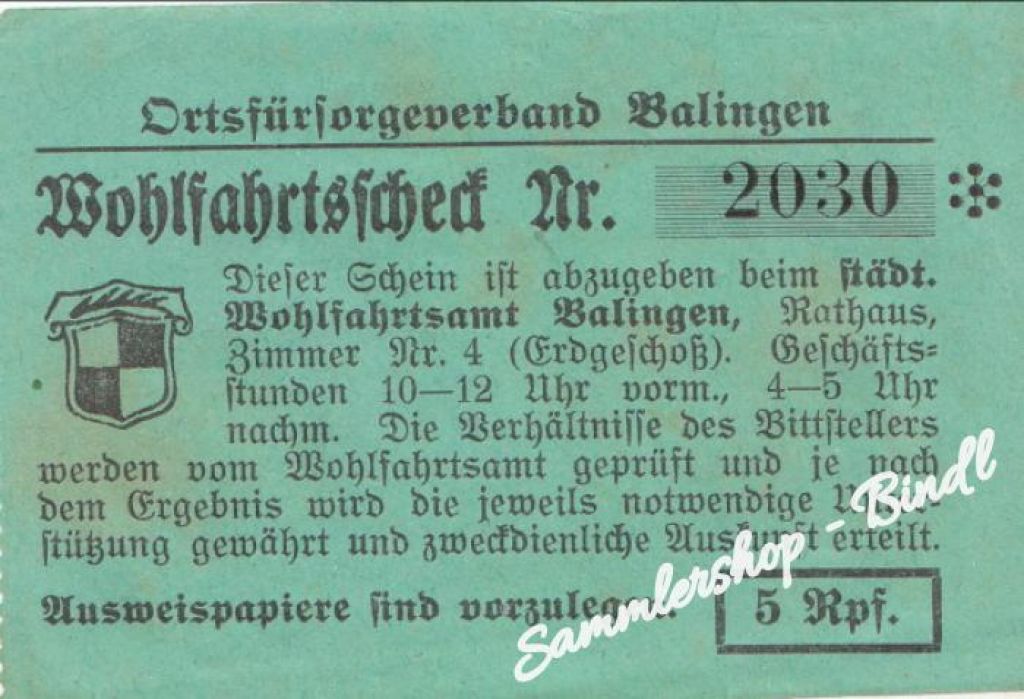 Ortsfürsorgeverband Balingen
Wohlfahrtsscheck Nr. 2030
Dieser Schein ist abzugeben beim städt.
Wohlfahrtsamt Balingen, Rathaus,
Zimmer Nr. 4 (Erdgeschoß). Geschäfts-
stunden 10—12 Uhr vorm., 4—5 Uhr
nachm. Die Verhältnisse des Bittstellers
werden vom Wohlfahrtsamt geprüft und je nach
dem Ergebnis wird die jeweils notwendige
stützung gewährt und zweckdienliche Auskunft erteilt.
Ausweispapiere sind vorzulegen.
5 Rpf.
Sammlershop - Bindl